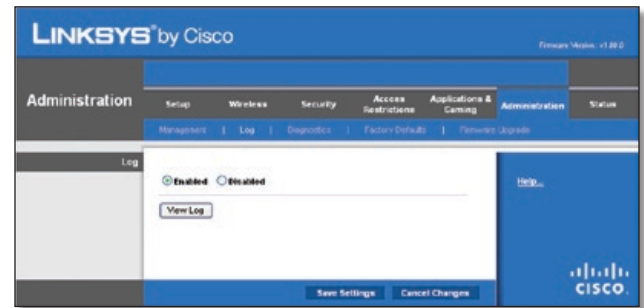 LINKSYS® by Cisco
Firmware Version: v1.00.0
Administration
Setup Wireless Security Access Restrictions Applications & Gaming Administration Status
Management | Log | Diagnostics | Factory Defaults | Firmware Upgrade
Log
Enabled Disabled
Help...
View Log
Save Settings Cancel Changes
CISCO.